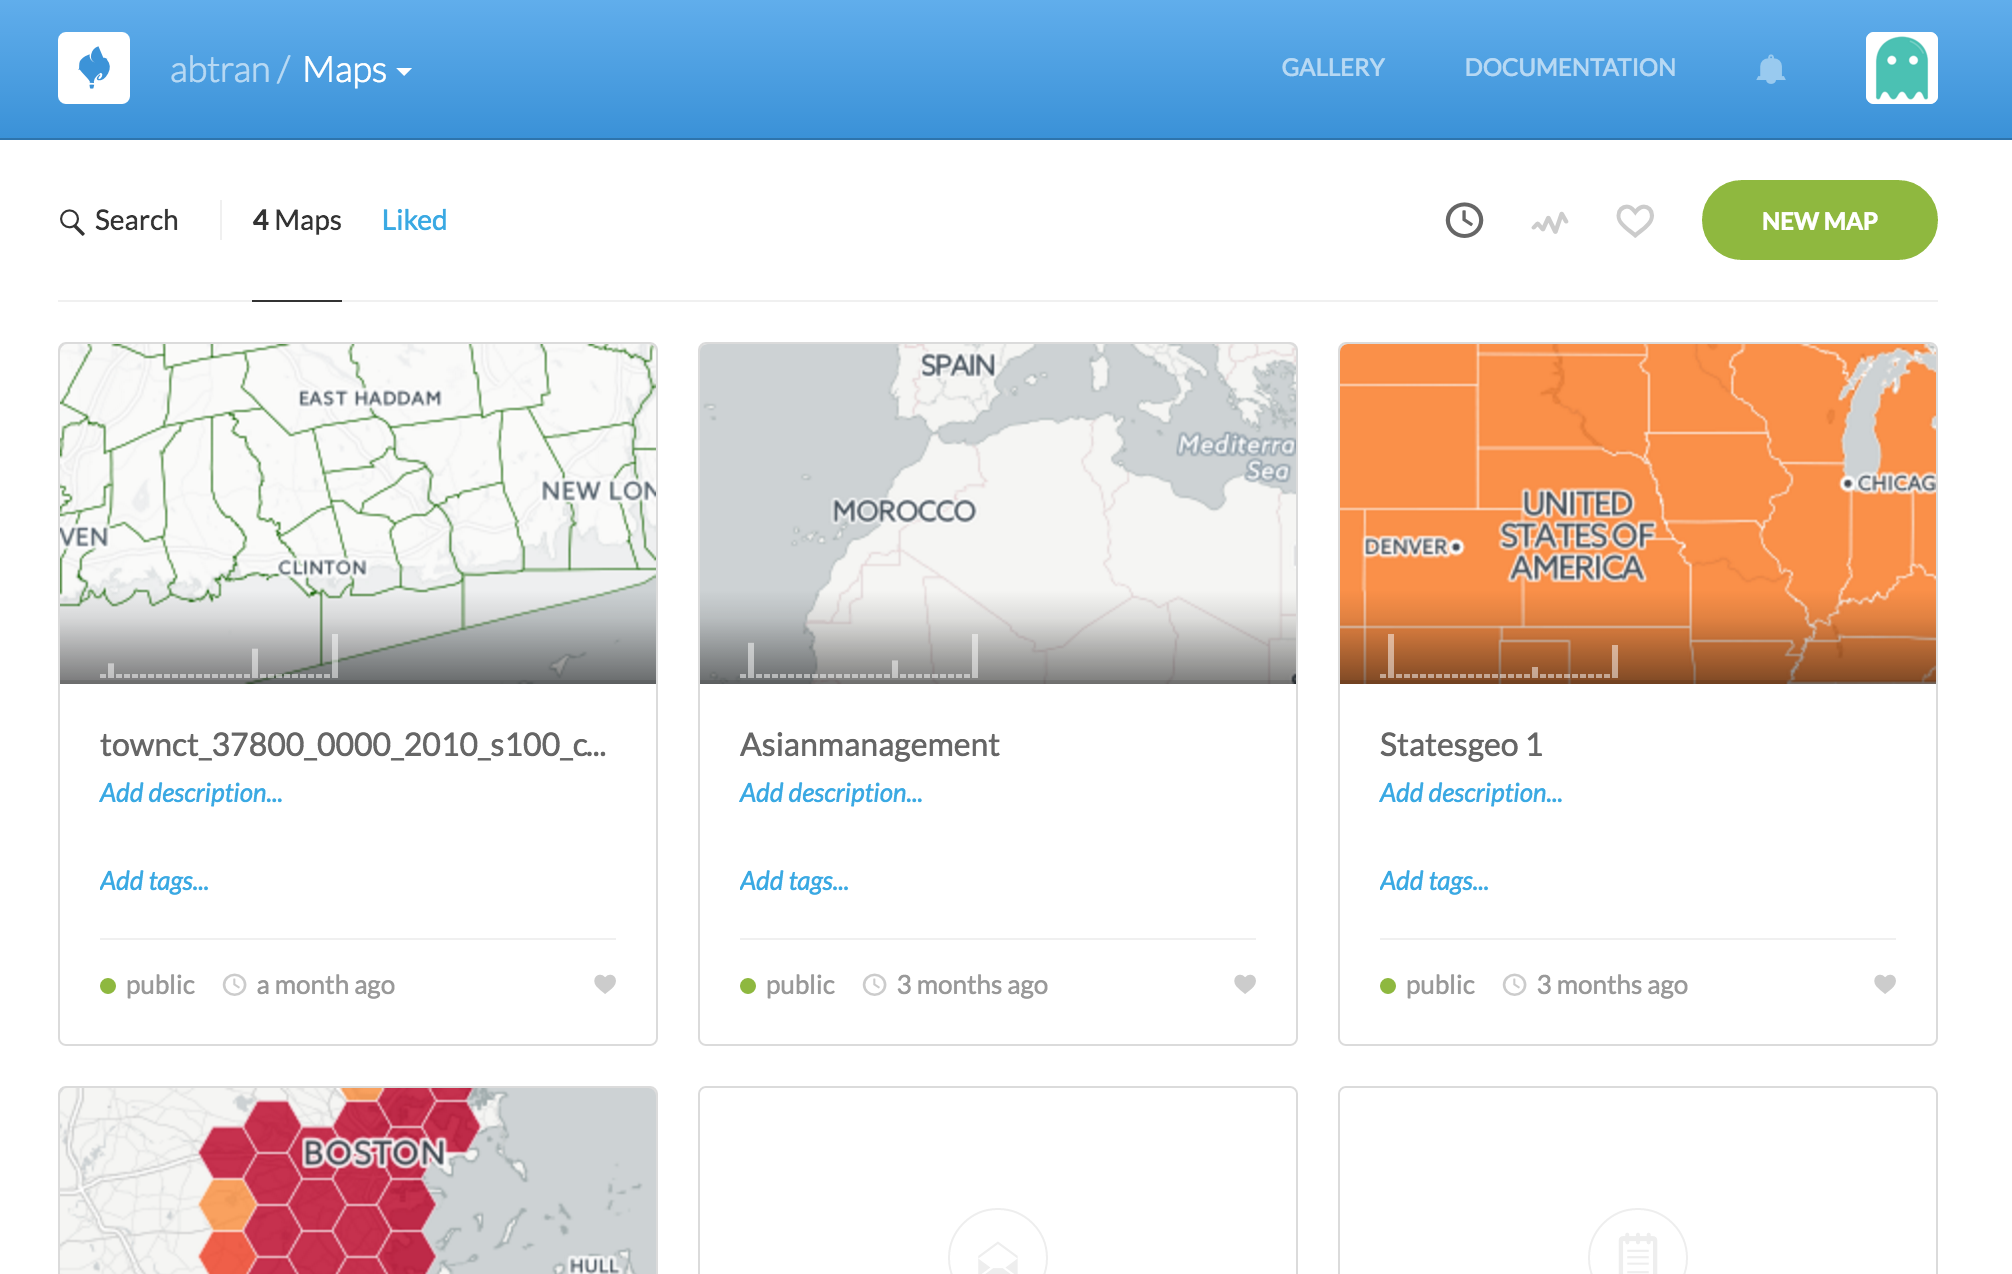 abtran / Maps
GALLERY
DOCUMENTATION
Search
4 Maps
Liked
NEW MAP
EAST HADDAM
NEW LON
VEN
CLINTON
SPAIN
Mediterra
Sea
MOROCCO
CHICAG
UNITED
STATES OF
AMERICA
DENVER
townct_37800_0000_2010_s100_c...
Add description...
Add tags...
public
a month ago
Asianmanagement
Add description...
Add tags...
public
3 months ago
Statesgeo 1
Add description...
Add tags...
public
3 months ago
BOSTON
HULL